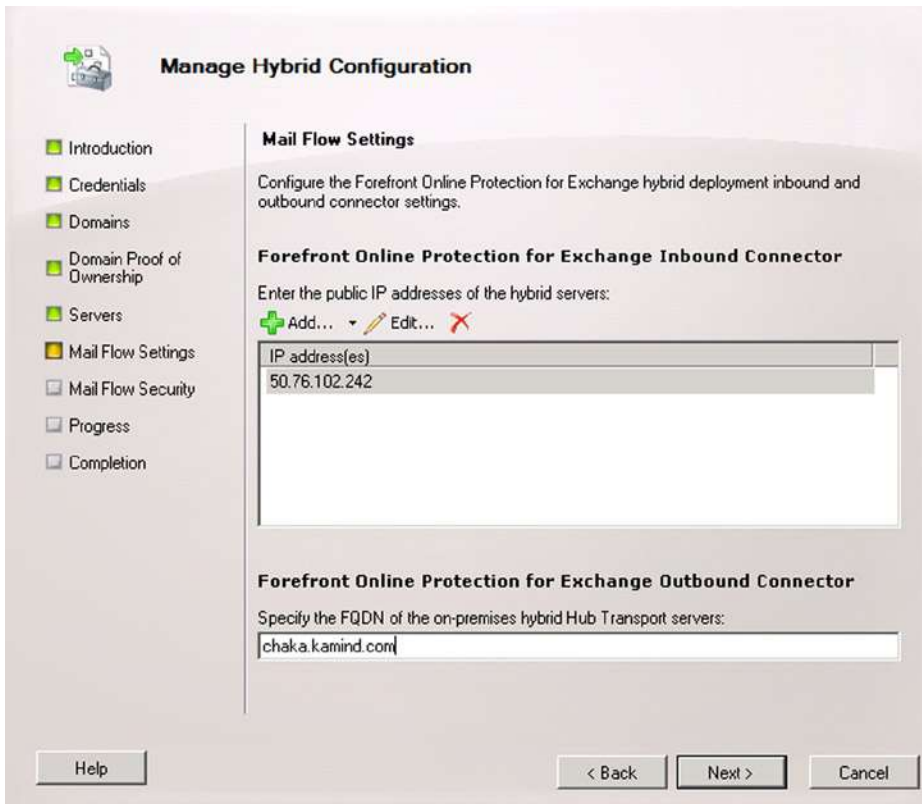 Manage Hybrid Configuration
Introduction
Credentials
Domains
Domain Proof of
Ownership
Servers
Mail Flow Settings
Mail Flow Security
Progress
Completion
Mail Flow Settings
Configure the Forefront Online Protection for Exchange hybrid deployment inbound and
outbound connector settings.
Forefront Online Protection for Exchange Inbound Connector
Enter the public IP addresses of the hybrid servers:
Add... Edit...
IP address(es)
50.76.102.242
Forefront Online Protection for Exchange Outbound Connector
Specify the FQDN of the on-premises hybrid Hub Transport servers:
chaka.kamind.com
Help < Back Next > Cancel